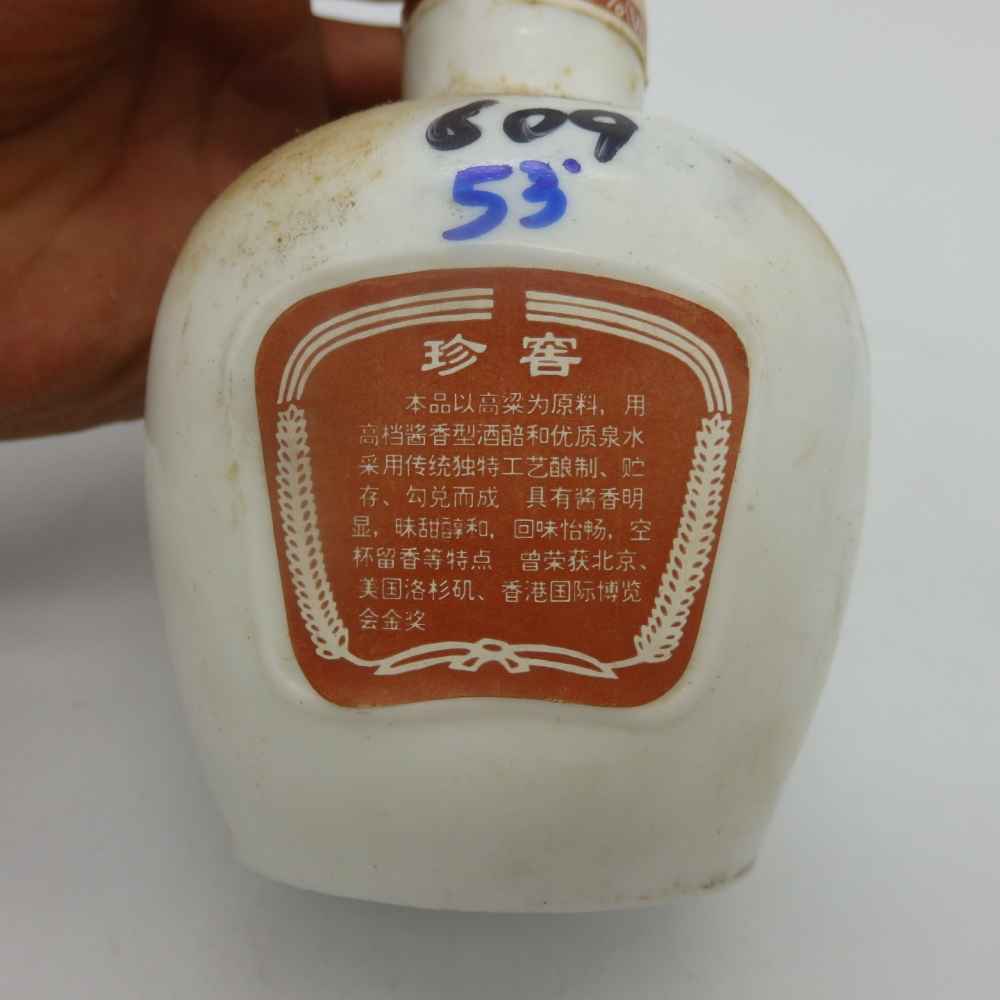 609
53°
珍窖
本品以高粱为原料,用
高档酱香型酒醅和优质泉水
采用传统独特工艺酿制、贮
存、勾兑而成 具有酱香明
显,味甜醇和,回味怡畅,空
杯留香等特点 曾荣获北京、
美国洛杉矶、香港国际博览
会金奖